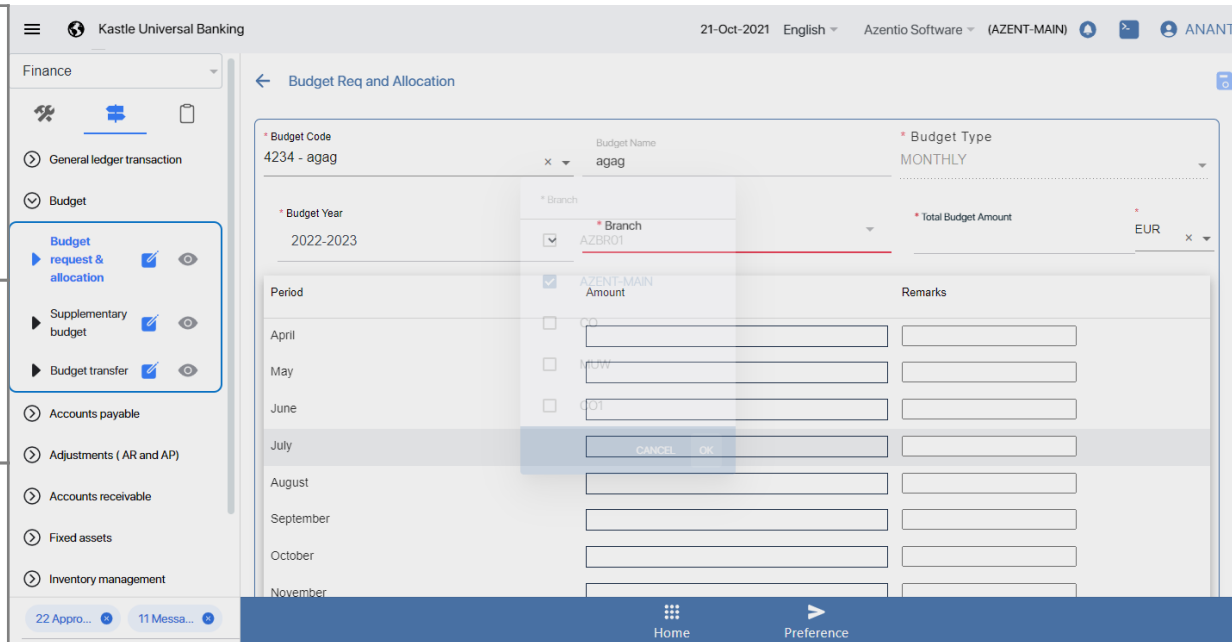 Kastle Universal Banking
21-Oct-2021 English Azentio Software (AZENT-MAIN) ANANT
Finance
Budget Req and Allocation
General ledger transaction
Budget
Budget request & allocation
Supplementary budget
Budget transfer
Accounts payable
Adjustments ( AR and AP)
Accounts receivable
Fixed assets
Inventory management
22 Appro... 11 Messa...
* Budget Code
4234 - agag
Budget Name
agag
* Budget Type
MONTHLY
* Budget Year
2022-2023
* Branch
* Total Budget Amount
*
EUR
* Branch
AZBR01
AZENT-MAIN
CO
MUW
CO1
CANCEL OK
Period Amount Remarks
April
May
June
July
August
September
October
November
Home Preference